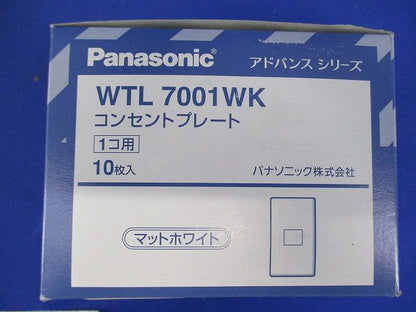 Panasonic
アドバンス シリーズ
WTL 7001WK
コンセントプレート
1コ用
10枚入
パナソニック株式会社
マットホワイト